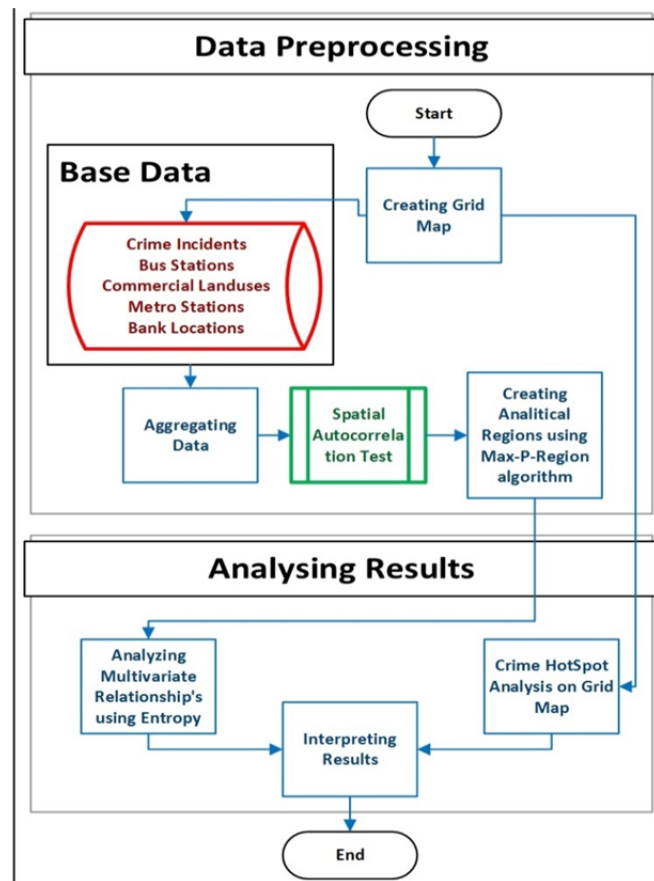 Data Preprocessing
Start
Base Data
Creating Grid
Map
Crime Incidents
Bus Stations
Commercial Landuses
Metro Stations
Bank Locations
Aggregating
Data
Spatial
Autocorrela
tion Test
Creating
Analitical
Regions using
Max-P-Region
algorithm
Analysing Results
Analyzing
Multivariate
Relationship's
using Entropy
Crime HotSpot
Analysis on Grid
Map
Interpreting
Results
End